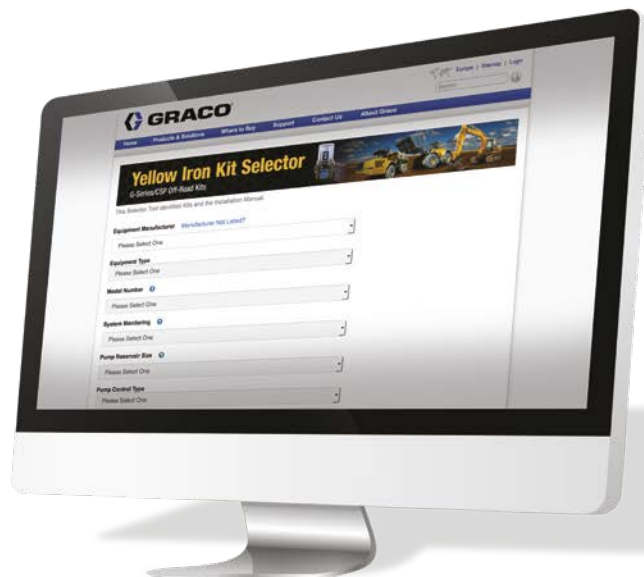 Europe | Sitemap | Login
GRACO
Home Products & Solutions Where to Buy Support Contact Us About Graco
Yellow Iron Kit Selector
G-Series/CSP Off-Road Kits
This Selector Tool identifies Kits and the Installation Manual.
Equipment Manufacturer Manufacturer Not Listed?
Please Select One
Equipment Type
Please Select One
Model Number
Please Select One
System Monitoring
Please Select One
Pump Reservoir Size
Please Select One
Pump Control Type
Please Select One